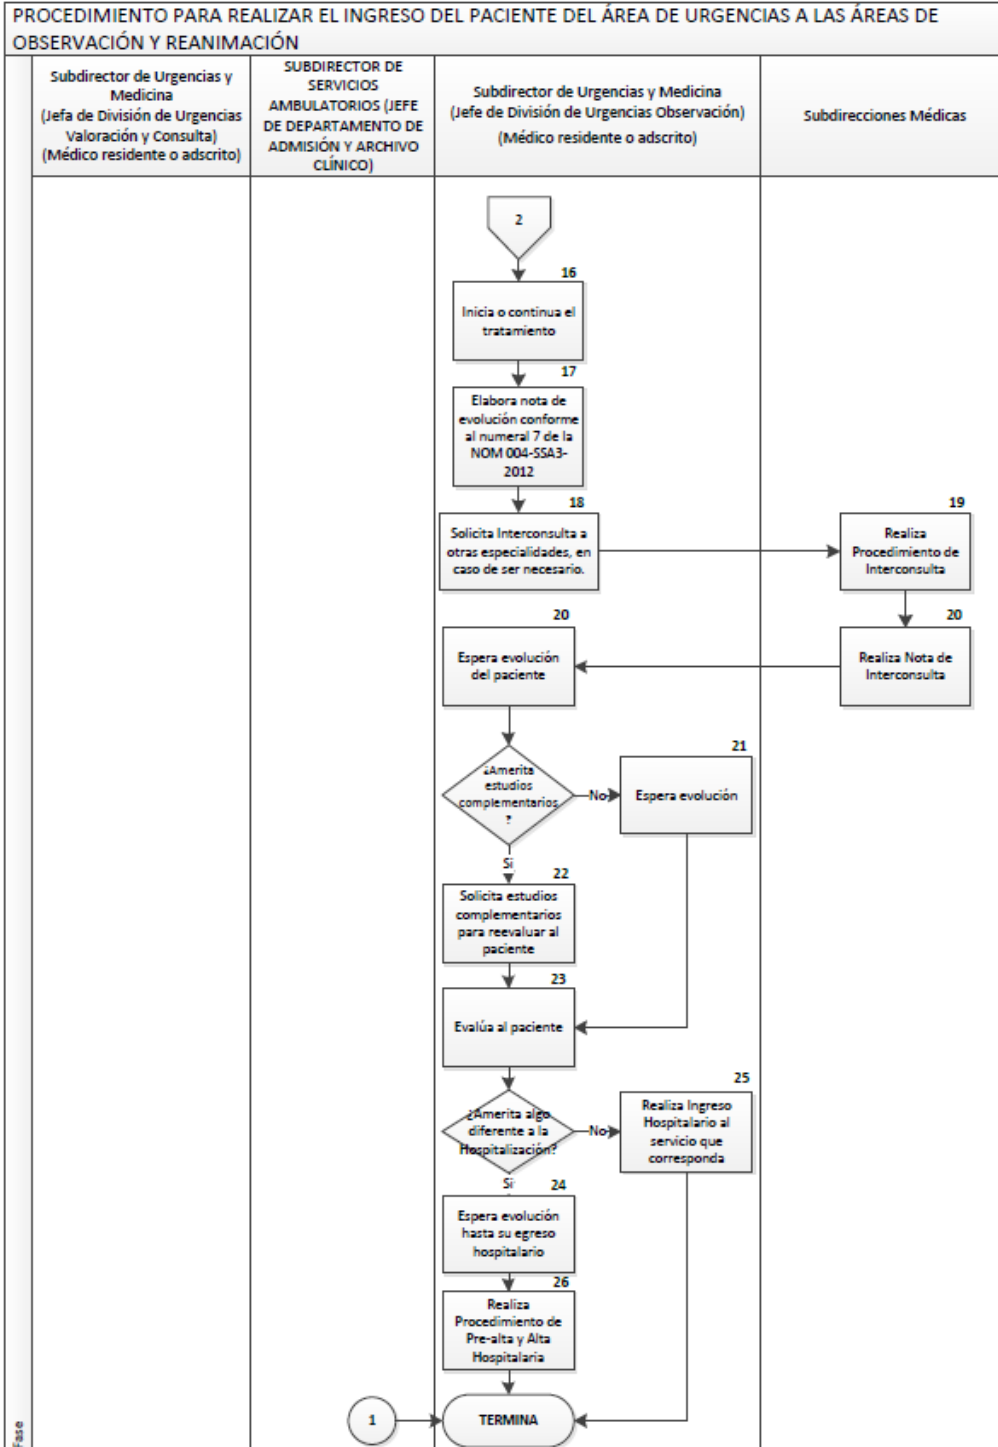 PROCEDIMIENTO PARA REALIZAR EL INGRESO DEL PACIENTE DEL ÁREA DE URGENCIAS A LAS ÁREAS DE
OBSERVACIÓN Y REANIMACIÓN
Subdirector de Urgencias y
Medicina
(Jefa de División de Urgencias
Valoración y Consulta)
(Médico residente o adscrito)
SUBDIRECTOR DE
SERVICIOS
AMBULATORIOS (JEFE
DE DEPARTAMENTO DE
ADMISIÓN Y ARCHIVO
CLÍNICO)
Subdirector de Urgencias y Medicina
(Jefe de División de Urgencias Observación)
(Médico residente o adscrito)
Subdirecciones Médicas
2
16
Inicia o continua el
tratamiento
17
Elabora nota de
evolución conforme
al numeral 7 de la
NOM 004-SSA3-
2012
18
Solicita Interconsulta a
otras especialidades, en
caso de ser necesario.
19
Realiza
Procedimiento de
Interconsulta
20
Espera evolución
del paciente
20
Realiza Nota de
Interconsulta
¿Amerita
estudios
complementarios
?
No
21
Espera evolución
Si
22
Solicita estudios
complementarios
para reevaluar al
paciente
23
Evalúa al paciente
¿Amerita algo
diferente a la
Hospitalización?
No
25
Realiza Ingreso
Hospitalario al
servicio que
corresponda
Si
24
Espera evolución
hasta su egreso
hospitalario
26
Realiza
Procedimiento de
Pre-alta y Alta
Hospitalaria
1
TERMINA
Fase